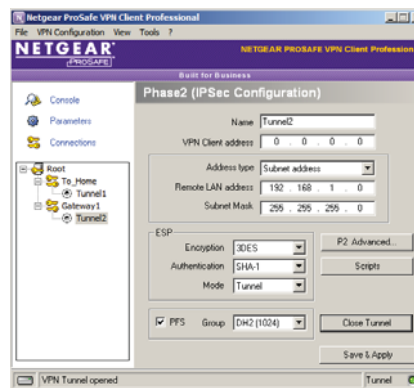 Netgear ProSafe VPN Client Professional
File VPN Configuration View Tools ?
NETGEAR
PROSAFE
NETGEAR PROSAFE VPN Client Profession
Built for Business
Console
Parameters
Connections
Root
To_Home
Tunnel1
Gateway1
Tunnel2
Phase2 (IPSec Configuration)
Name Tunnel2
VPN Client address 0 . 0 . 0 . 0
Address type Subnet address
Remote LAN address 192 . 168 . 1 . 0
Subnet Mask 255 . 255 . 255 . 0
ESP
Encryption 3DES
Authentication SHA-1
Mode Tunnel
P2 Advanced...
Scripts
PFS Group DH2 (1024)
Close Tunnel
Save & Apply
VPN Tunnel opened
Tunnel